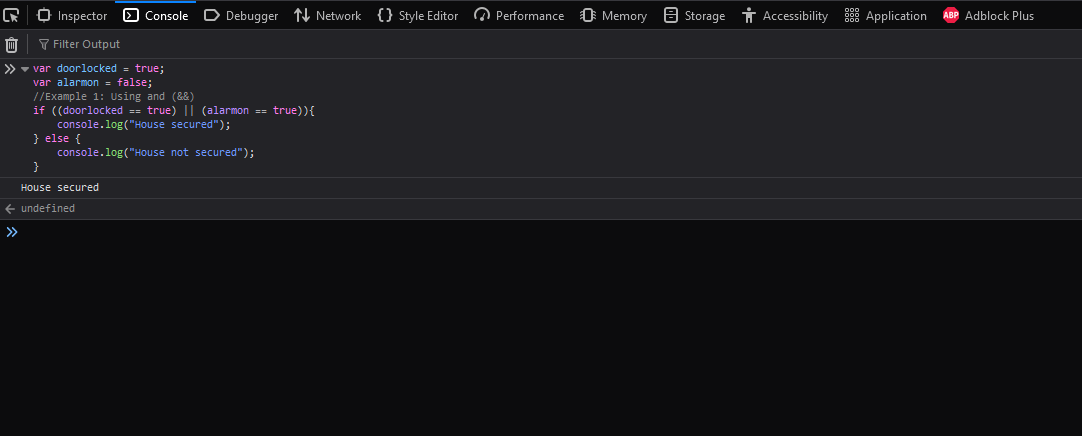 Inspector Console Debugger Network Style Editor Performance Memory Storage Accessibility Application ABP Adblock Plus
Filter Output
var doorlocked = true;
var alarmon = false;
//Example 1: Using and (&&)
if ((doorlocked == true) || (alarmon == true)){
    console.log("House secured");
} else {
    console.log("House not secured");
}
House secured
undefined